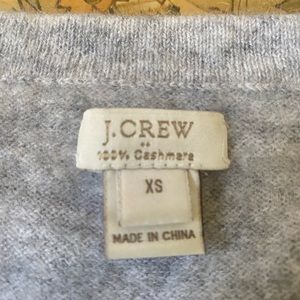 J.CREW
100% Cashmere
XS
MADE IN CHINA